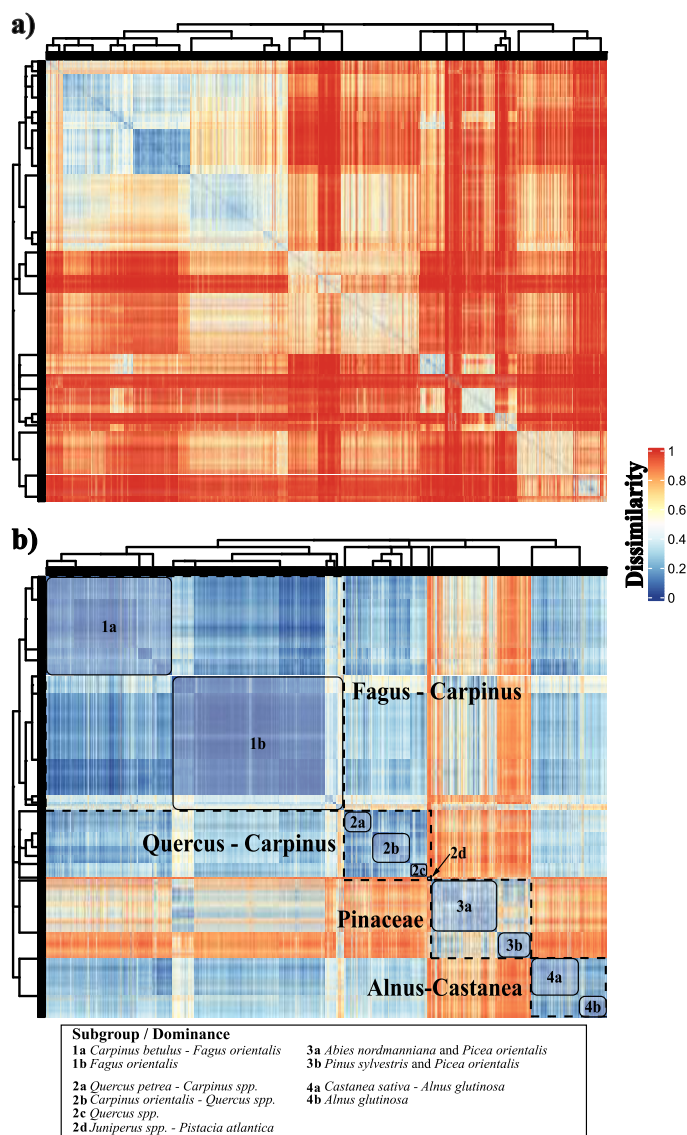 a)
1
0.8
0.6
0.4
0.2
0
Dissimilarity
b)
1a
Fagus - Carpinus
1b
2a
Quercus - Carpinus
2b
2d
2c
Pinaceae
3a
3b
Alnus-Castanea
4a
4b
Subgroup / Dominance
1a Carpinus betulus - Fagus orientalis
1b Fagus orientalis
2a Quercus petrea - Carpinus spp.
2b Carpinus orientalis - Quercus spp.
2c Quercus spp.
2d Juniperus spp. - Pistacia atlantica
3a Abies nordmanniana and Picea orientalis
3b Pinus sylvestris and Picea orientalis
4a Castanea sativa - Alnus glutinosa
4b Alnus glutinosa